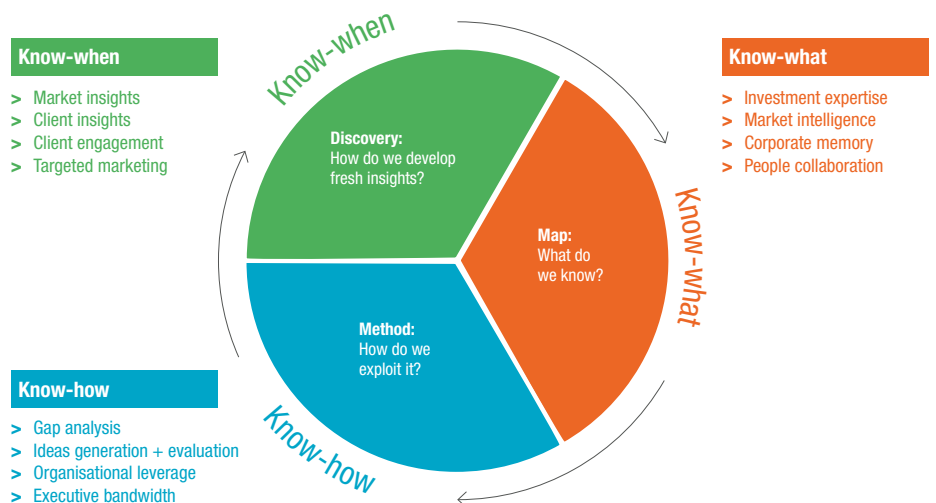 Know-when
> Market insights
> Client insights
> Client engagement
> Targeted marketing
Know-when
Discovery:
How do we develop
fresh insights?
Know-what
> Investment expertise
> Market intelligence
> Corporate memory
> People collaboration
Know-what
Map:
What do
we know?
Method:
How do we
exploit it?
Know-how
Know-how
> Gap analysis
> Ideas generation + evaluation
> Organisational leverage
> Executive bandwidth